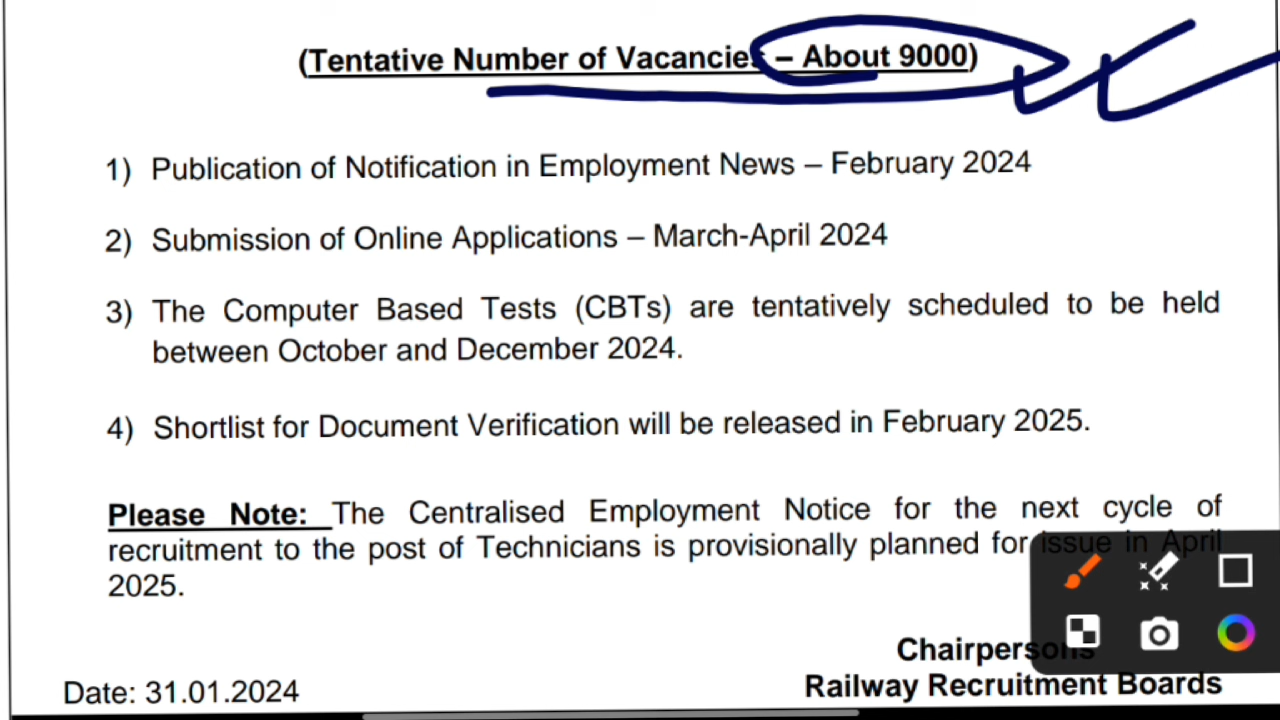 (Tentative Number of Vacancies – About 9000)
1) Publication of Notification in Employment News – February 2024
2) Submission of Online Applications – March-April 2024
3) The Computer Based Tests (CBTs) are tentatively scheduled to be held
between October and December 2024.
4) Shortlist for Document Verification will be released in February 2025.
Please Note: The Centralised Employment Notice for the next cycle of
recruitment to the post of Technicians is provisionally planned for issue in April
2025.
Chairpersons
Date: 31.01.2024 Railway Recruitment Boards